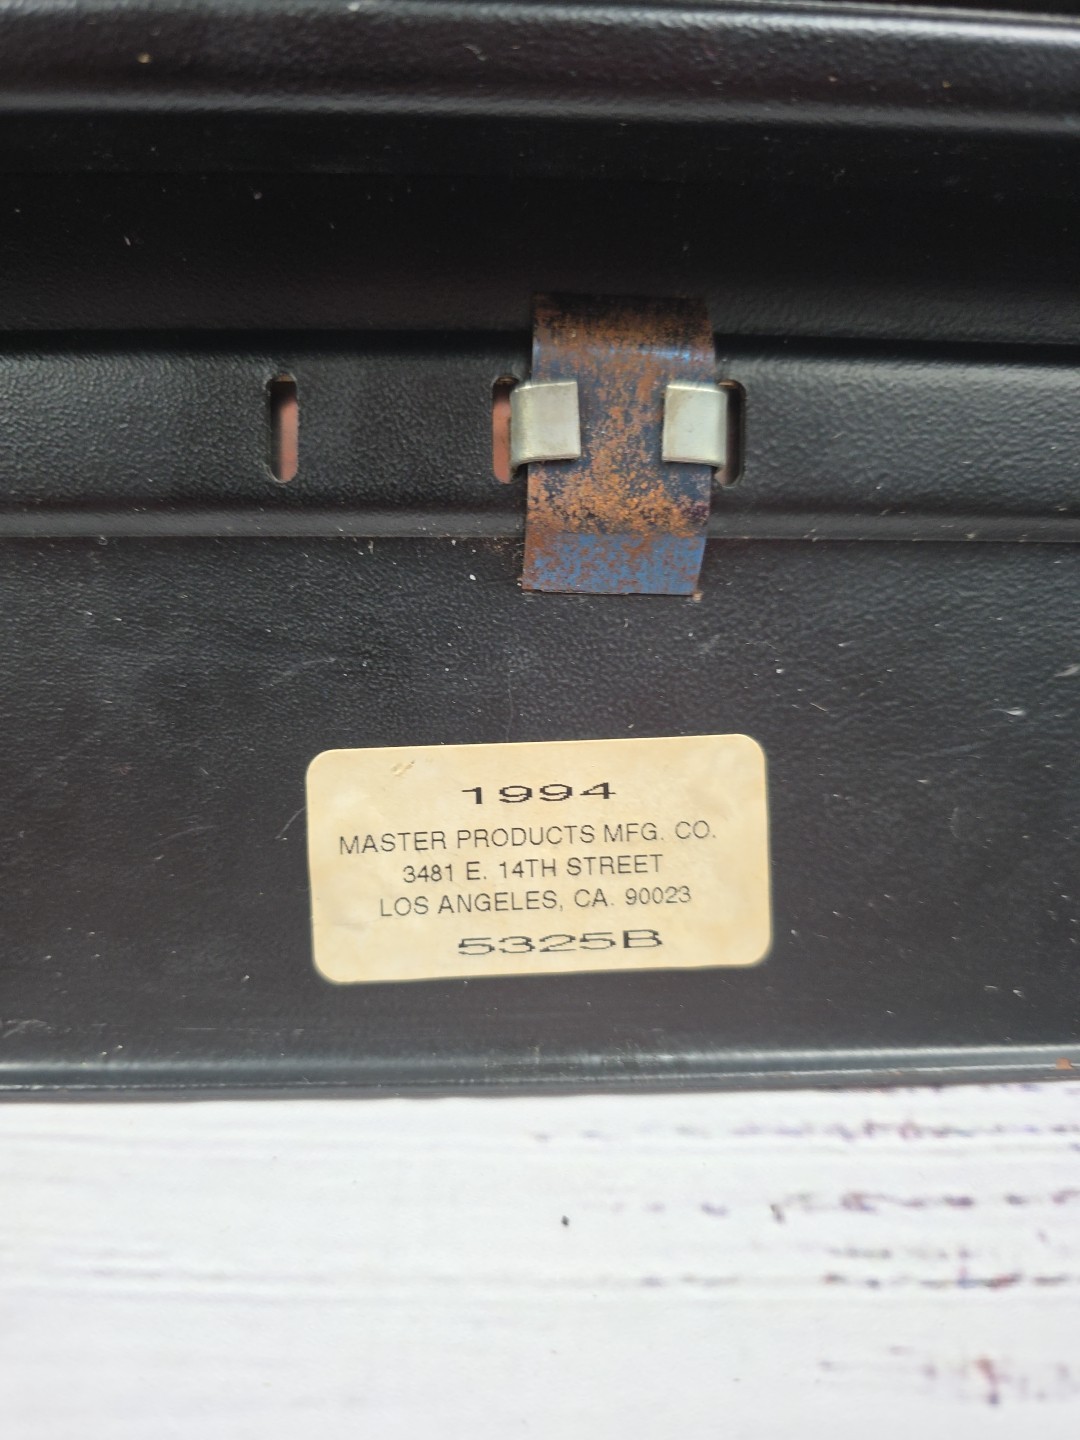 1994
MASTER PRODUCTS MFG. CO.
3481 E. 14TH STREET
LOS ANGELES, CA. 90023
5325B